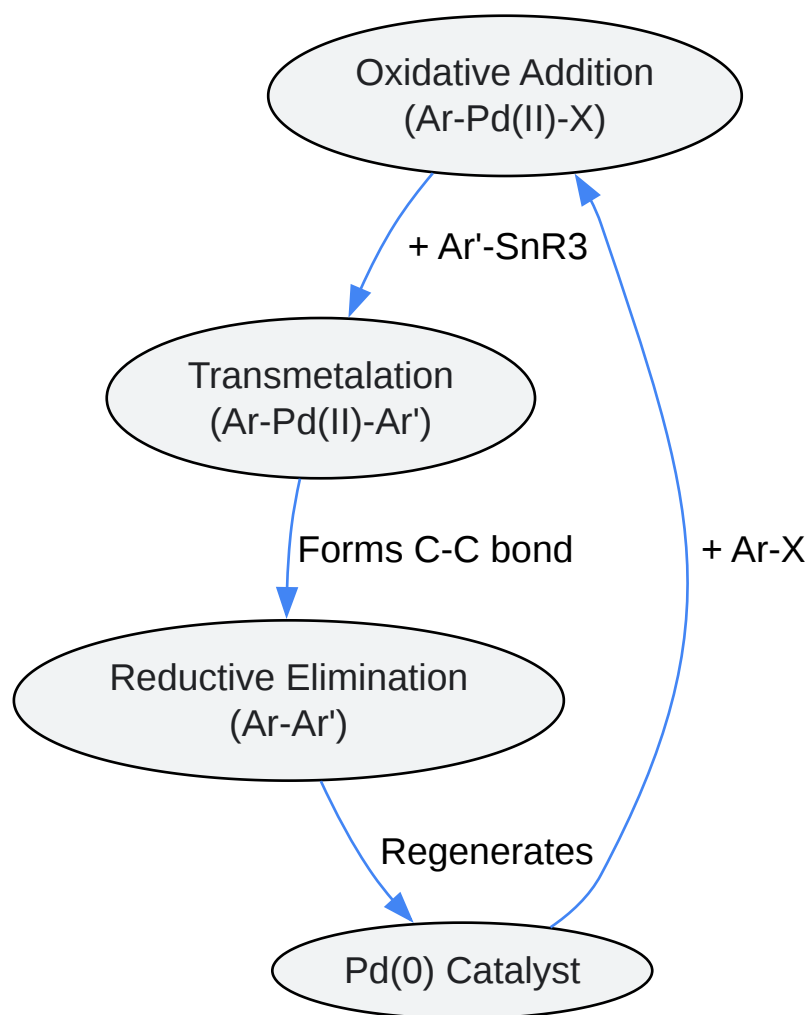 Oxidative Addition
(Ar-Pd(II)-X)
+ Ar'-SnR3
Transmetalation
(Ar-Pd(II)-Ar')
Forms C-C bond
+ Ar-X
Reductive Elimination
(Ar-Ar')
Regenerates
Pd(0) Catalyst